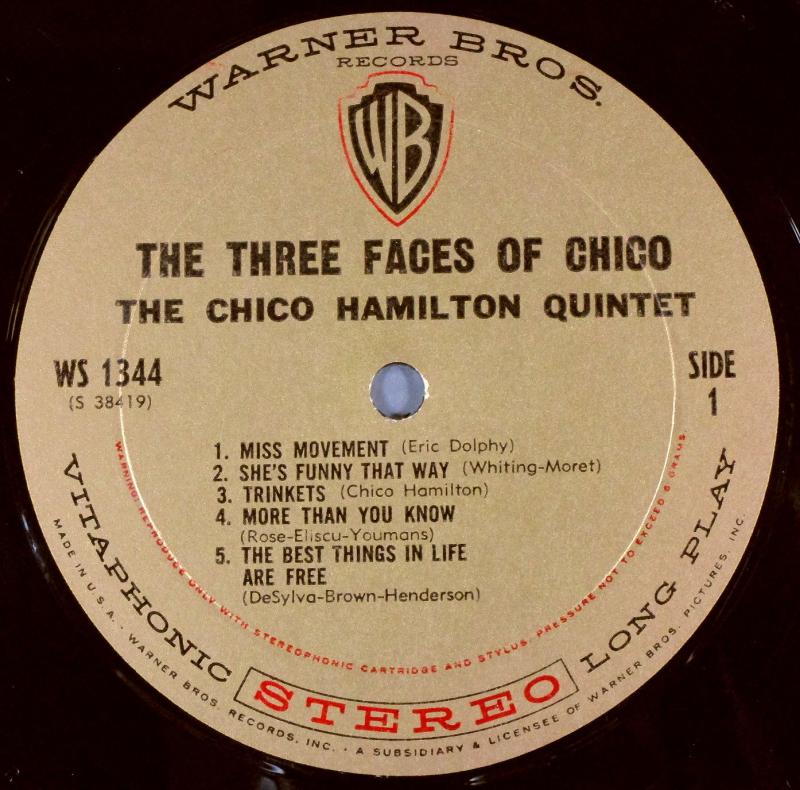 WARNER BROS.
RECORDS
WB
THE THREE FACES OF CHICO
THE CHICO HAMILTON QUINTET
WS 1344
(S 38419)
SIDE
1
1. MISS MOVEMENT (Eric Dolphy)
2. SHE'S FUNNY THAT WAY (Whiting-Moret)
3. TRINKETS (Chico Hamilton)
4. MORE THAN YOU KNOW
(Rose-Eliscu-Youmans)
5. THE BEST THINGS IN LIFE
ARE FREE
(DeSylva-Brown-Henderson)
WARNING: REPRODUCE ONLY WITH STEREOPHONIC CARTRIDGE AND STYLUS. PRESSURE NOT TO EXCEED 6 GRAMS.
VITAPHONIC STEREO LONG PLAY
MADE IN U.S.A. · WARNER BROS. RECORDS, INC. · A SUBSIDIARY & LICENSEE OF WARNER BROS. PICTURES, INC.